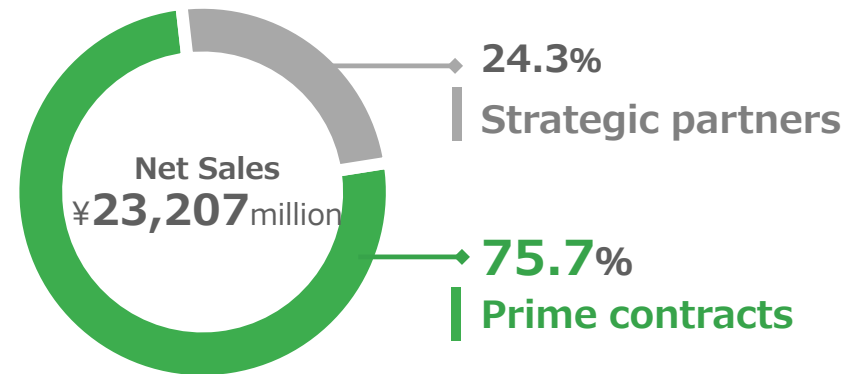 Net Sales
¥23,207million
24.3%
Strategic partners
75.7%
Prime contracts